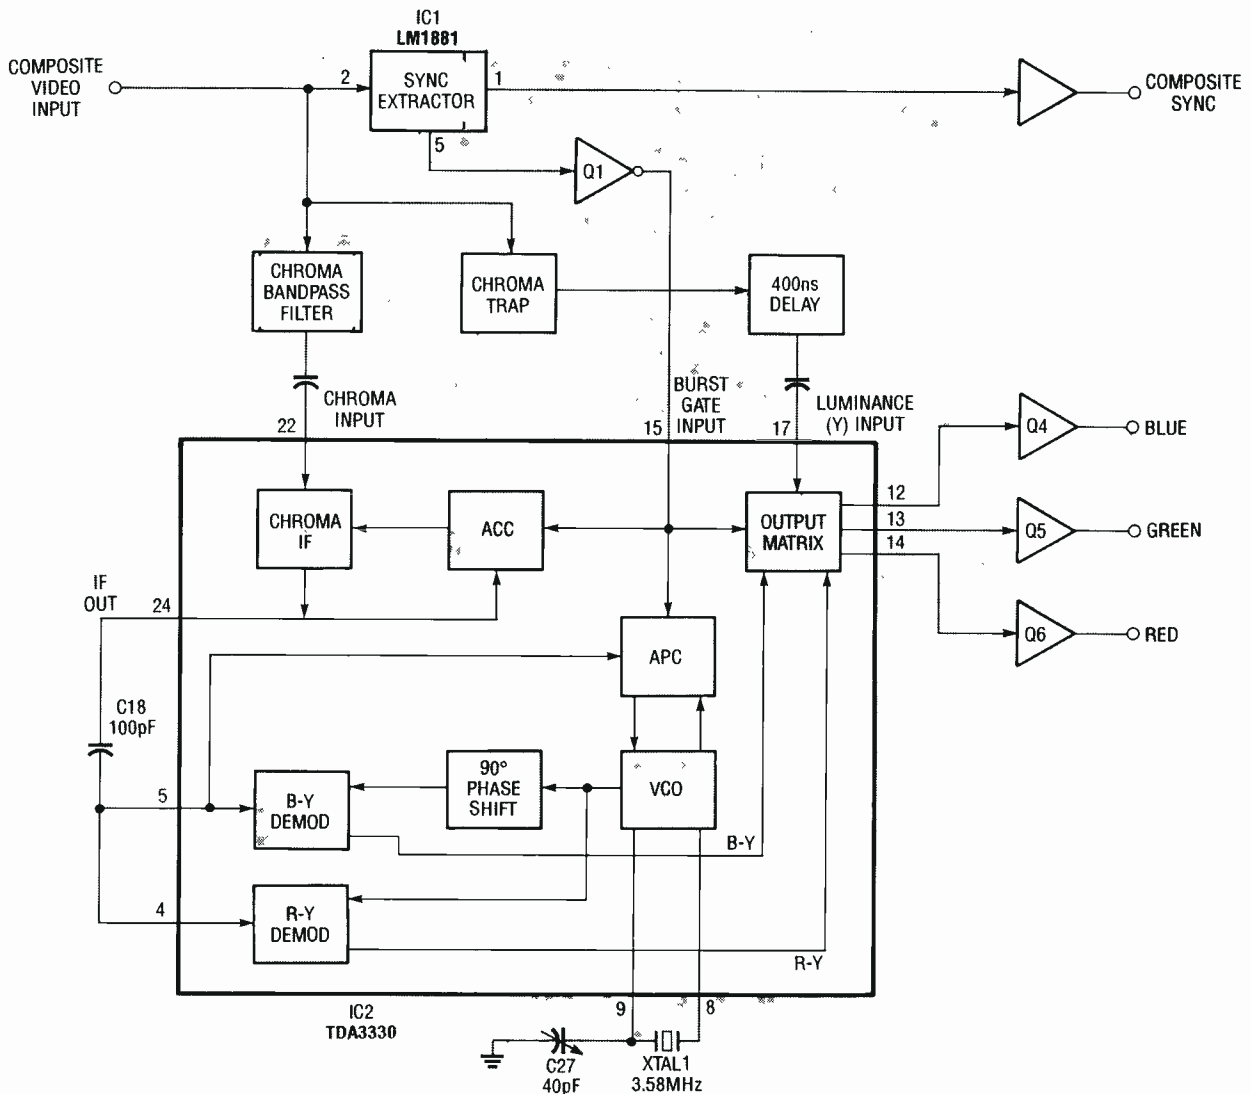 IC1
LM1881
COMPOSITE
VIDEO
INPUT
2
SYNC
EXTRACTOR
1
COMPOSITE
SYNC
5
Q1
CHROMA
BANDPASS
FILTER
CHROMA
TRAP
400ns
DELAY
CHROMA
INPUT
22
BURST
GATE
INPUT
15
LUMINANCE
(Y) INPUT
17
Q4
BLUE
12
CHROMA
IF
ACC
OUTPUT
MATRIX
13
Q5
GREEN
14
IF
OUT
24
Q6
RED
APC
C18
100pF
90°
PHASE
SHIFT
VCO
5
B-Y
DEMOD
B-Y
4
R-Y
DEMOD
R-Y
IC2
TDA3330
9
8
C27
40pF
XTAL1
3.58MHz